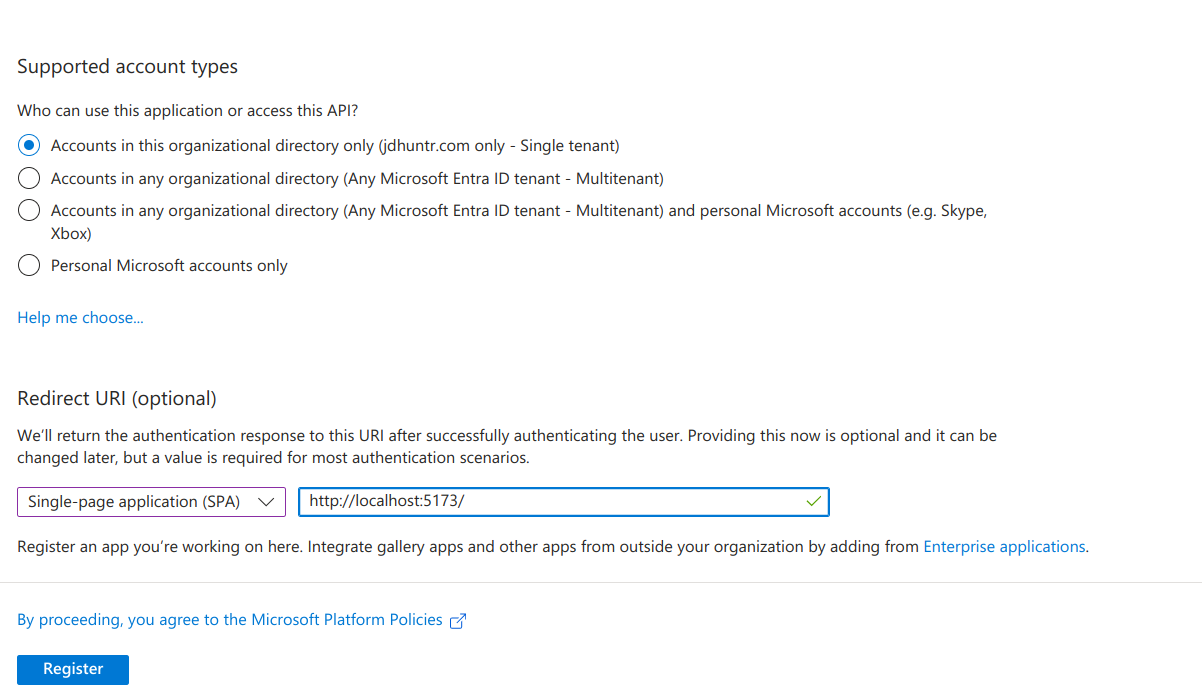 Supported account types
Who can use this application or access this API?
Accounts in this organizational directory only (jdhuntr.com only - Single tenant)
Accounts in any organizational directory (Any Microsoft Entra ID tenant - Multitenant)
Accounts in any organizational directory (Any Microsoft Entra ID tenant - Multitenant) and personal Microsoft accounts (e.g. Skype,
Xbox)
Personal Microsoft accounts only
Help me choose...
Redirect URI (optional)
We’ll return the authentication response to this URI after successfully authenticating the user. Providing this now is optional and it can be
changed later, but a value is required for most authentication scenarios.
Single-page application (SPA)
http://localhost:5173/
Register an app you’re working on here. Integrate gallery apps and other apps from outside your organization by adding from Enterprise applications.
By proceeding, you agree to the Microsoft Platform Policies
Register